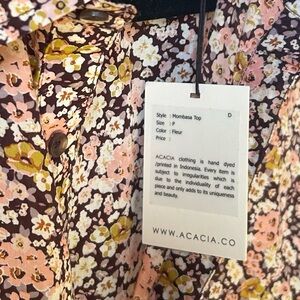 Style : Mombasa Top D
Size : P
Color : Fleur
Price :
ACACIA clothing is hand dyed
/printed in Indonesia. Every item is
subject to irregularities which is
due to the individuality of each
piece and only adds to its uniqueness
and beauty.
WWW.ACACIA.CO